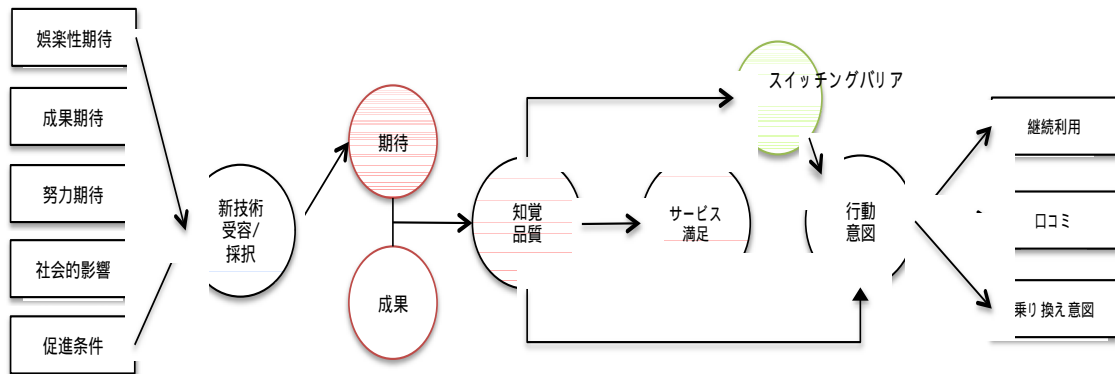 娯楽性期待
成果期待
努力期待
社会的影響
促進条件
新技術
受容/
採択
期待
成果
知覚
品質
サービス
満足
スイッチングバリア
行動
意図
継続利用
口コミ
乗り換え意図